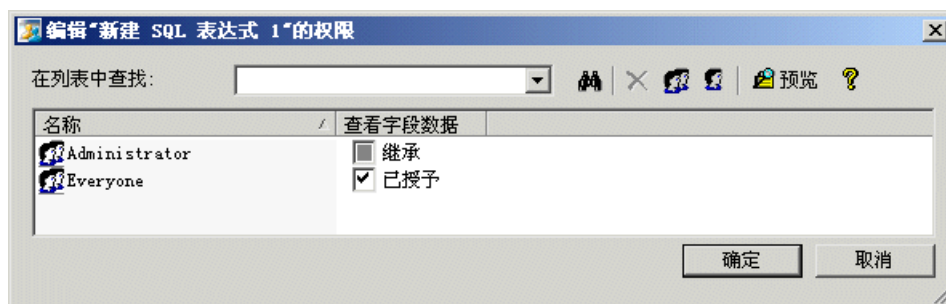 编辑“新建 SQL 表达式 1”的权限
在列表中查找:
预览
名称 查看字段数据
Administrator 继承
Everyone 已授予
确定 取消